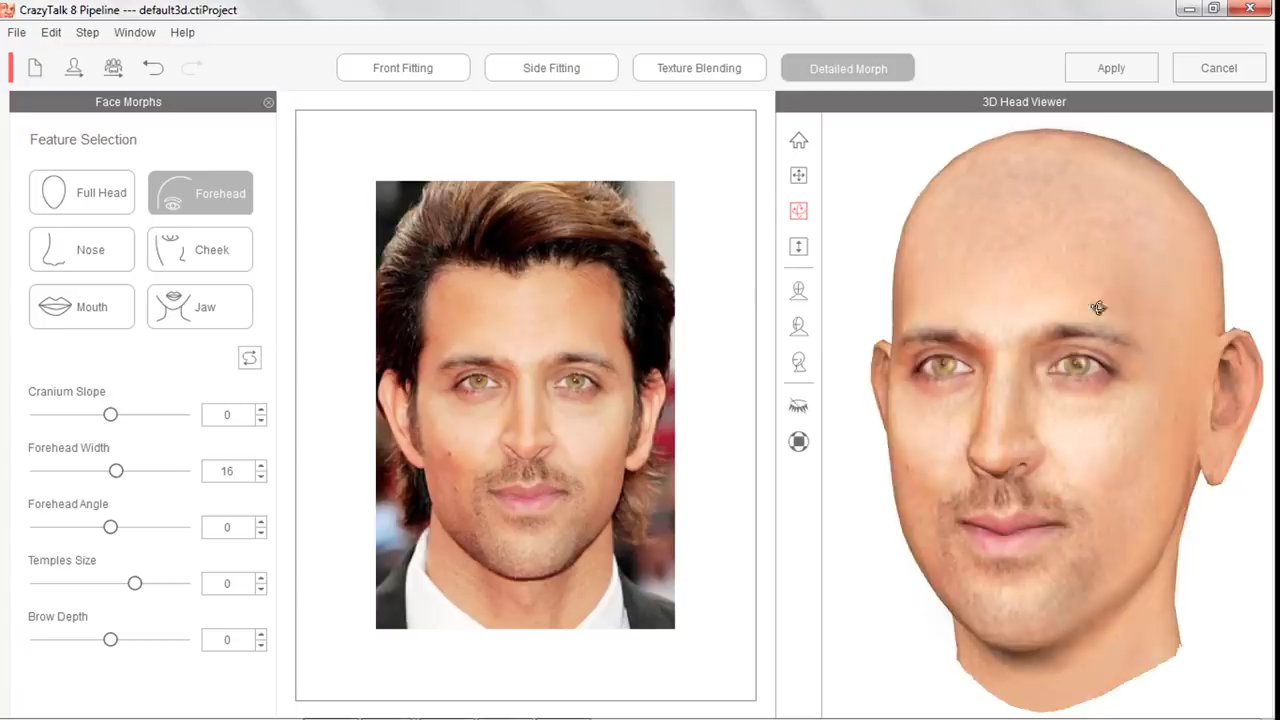 CrazyTalk 8 Pipeline --- default3d.ctiProject
File Edit Step Window Help
Front Fitting Side Fitting Texture Blending Detailed Morph Apply Cancel
Face Morphs
3D Head Viewer
Feature Selection
Full Head Forehead
Nose Cheek
Mouth Jaw
Cranium Slope
0
Forehead Width
16
Forehead Angle
0
Temples Size
0
Brow Depth
0